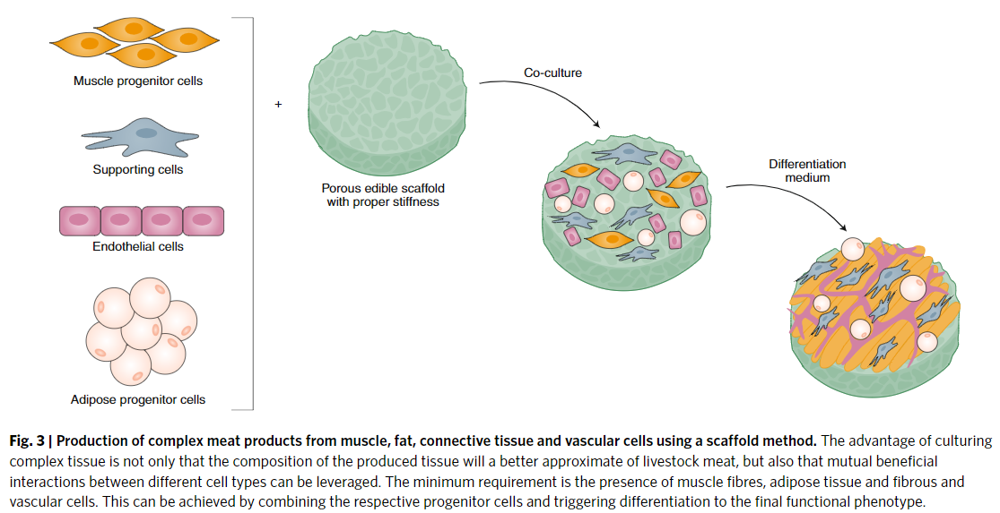 Muscle progenitor cells
Supporting cells
Endothelial cells
Adipose progenitor cells
+
Porous edible scaffold
with proper stiffness
Co-culture
Differentiation
medium
Fig. 3 | Production of complex meat products from muscle, fat, connective tissue and vascular cells using a scaffold method. The advantage of culturing
complex tissue is not only that the composition of the produced tissue will a better approximate of livestock meat, but also that mutual beneficial
interactions between different cell types can be leveraged. The minimum requirement is the presence of muscle fibres, adipose tissue and fibrous and
vascular cells. This can be achieved by combining the respective progenitor cells and triggering differentiation to the final functional phenotype.